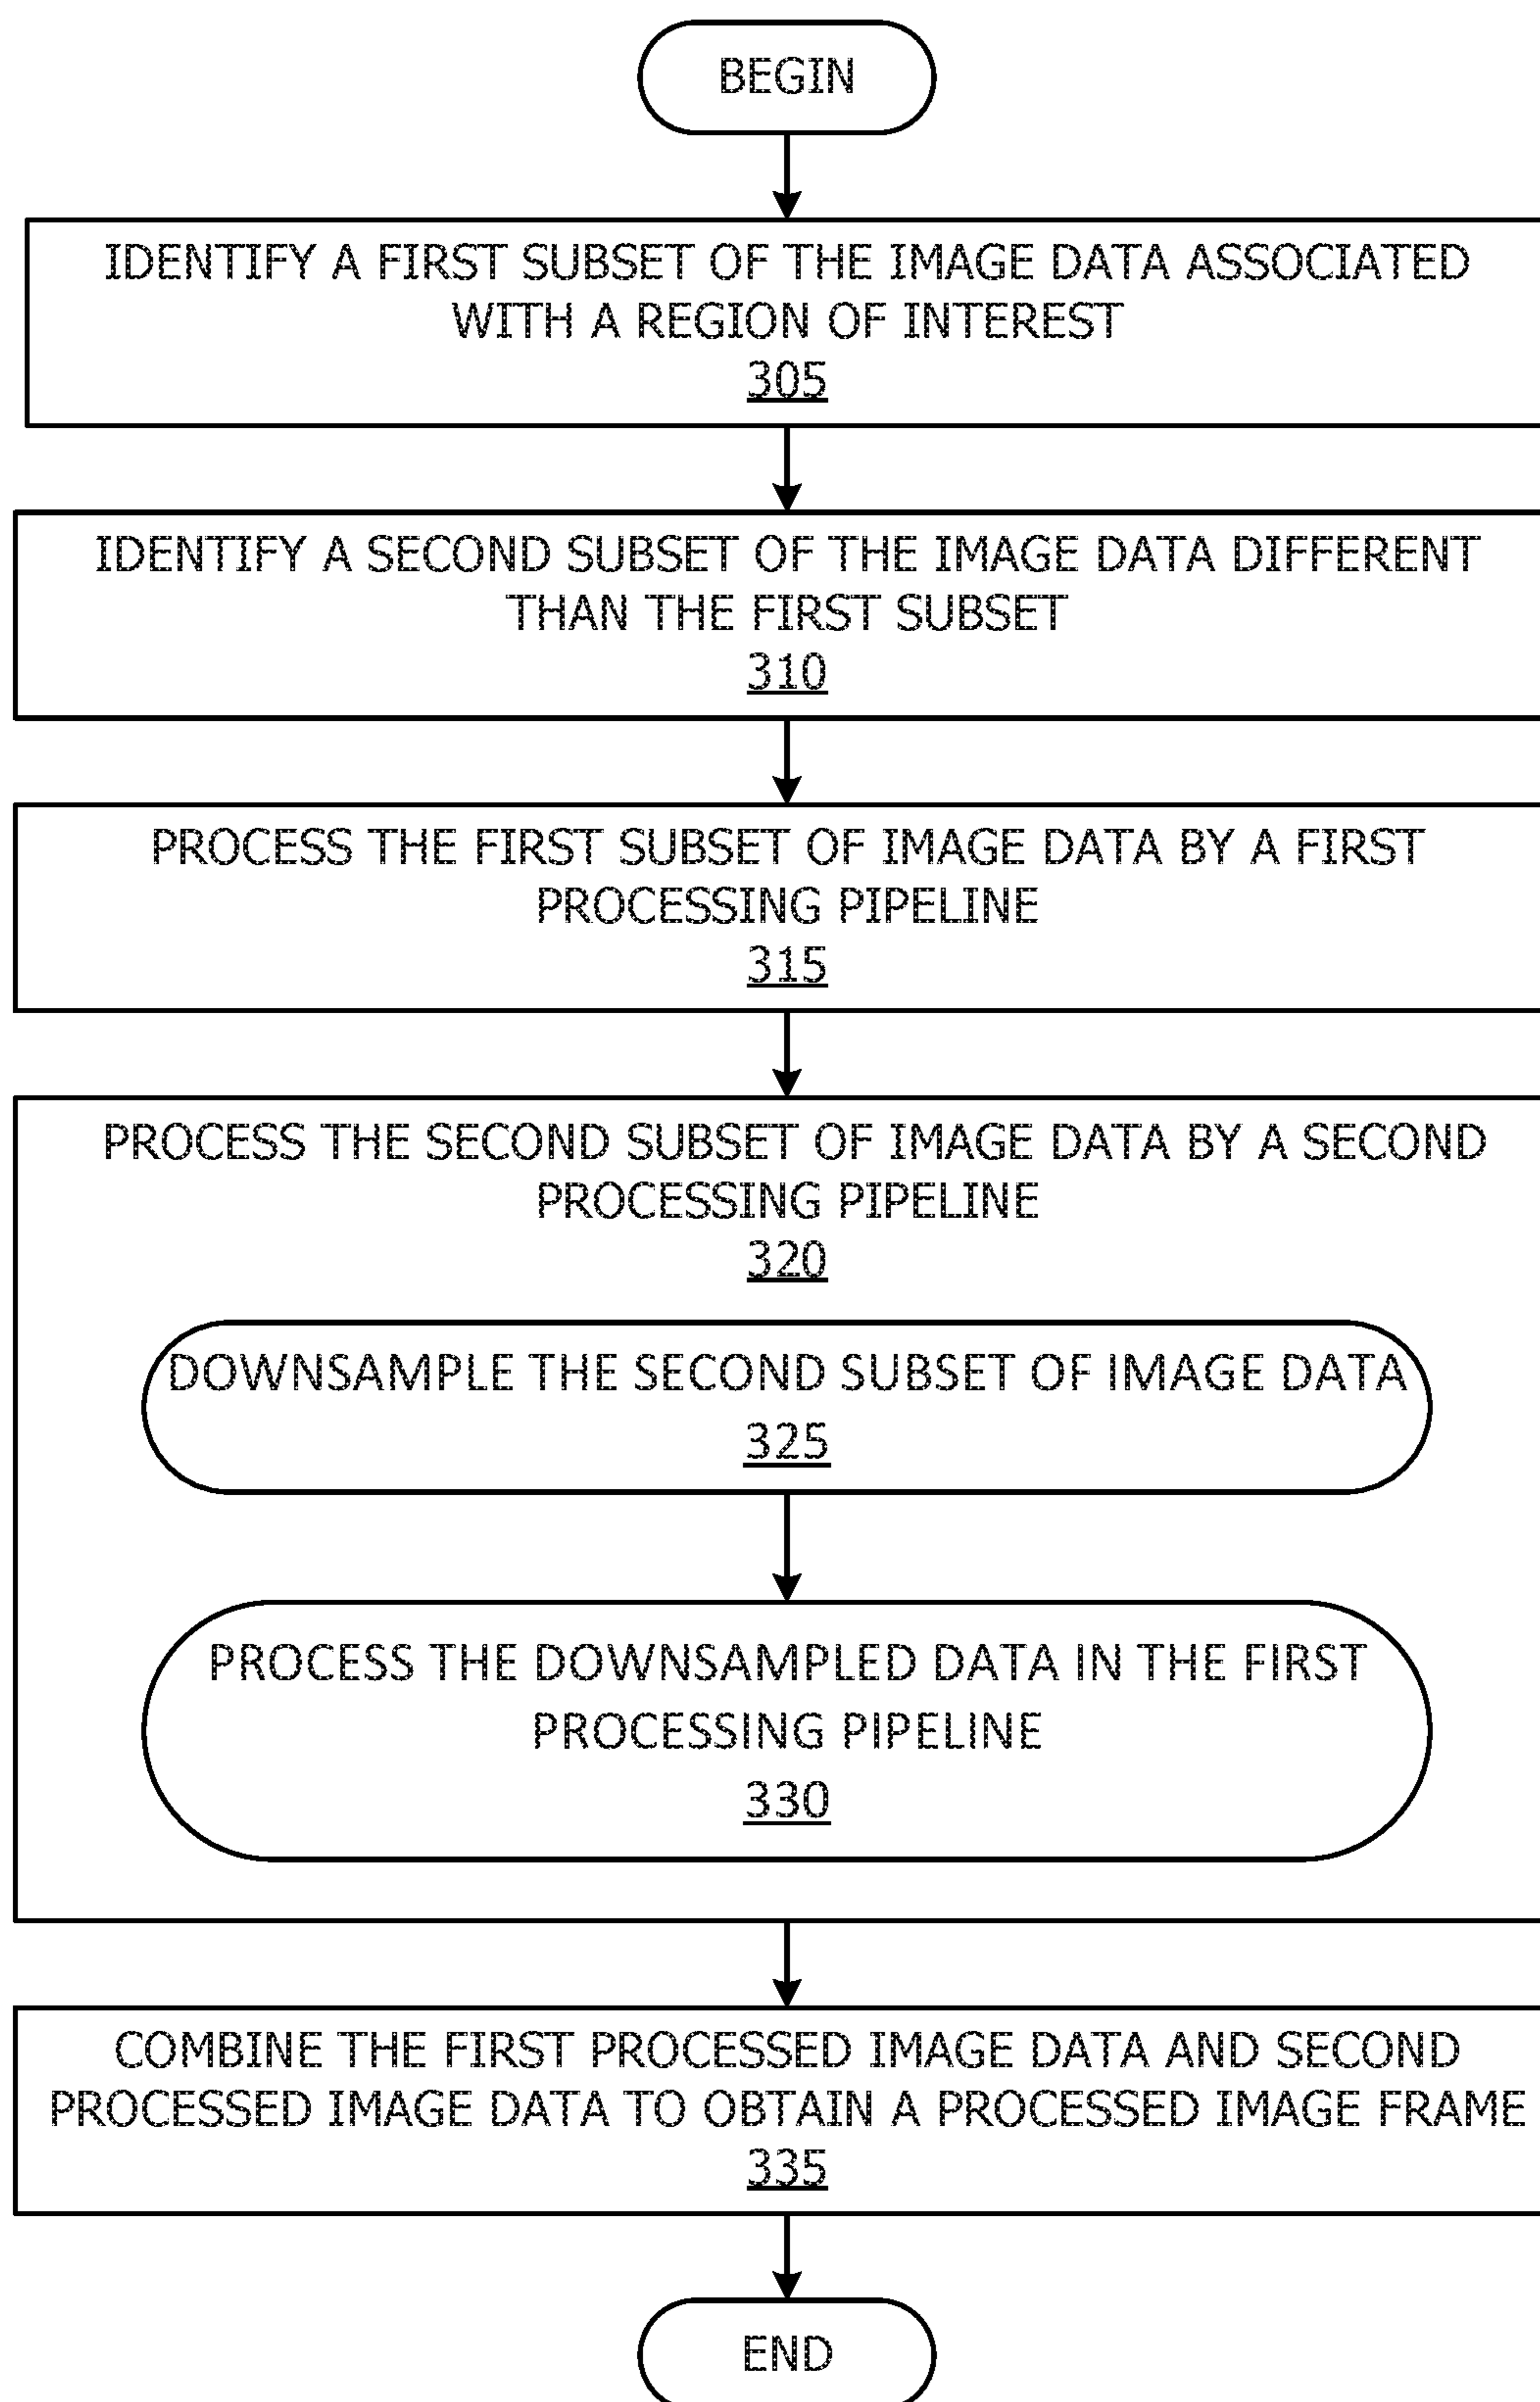 BEGIN
IDENTIFY A FIRST SUBSET OF THE IMAGE DATA ASSOCIATED
WITH A REGION OF INTEREST
305
IDENTIFY A SECOND SUBSET OF THE IMAGE DATA DIFFERENT
THAN THE FIRST SUBSET
310
PROCESS THE FIRST SUBSET OF IMAGE DATA BY A FIRST
PROCESSING PIPELINE
315
PROCESS THE SECOND SUBSET OF IMAGE DATA BY A SECOND
PROCESSING PIPELINE
320
DOWNSAMPLE THE SECOND SUBSET OF IMAGE DATA
325
PROCESS THE DOWNSAMPLED DATA IN THE FIRST
PROCESSING PIPELINE
330
COMBINE THE FIRST PROCESSED IMAGE DATA AND SECOND
PROCESSED IMAGE DATA TO OBTAIN A PROCESSED IMAGE FRAME
335
END